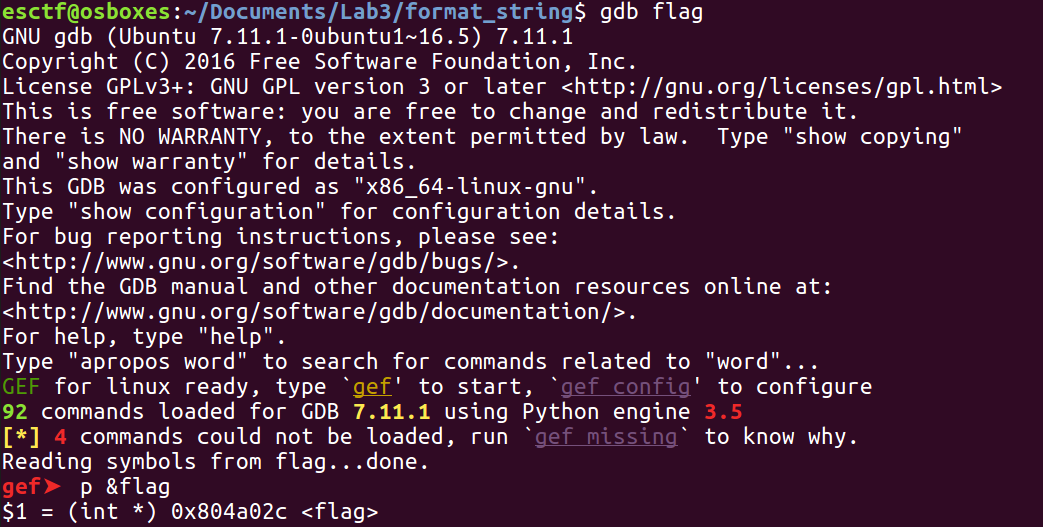 esctf@osboxes:~/Documents/Lab3/format_string$ gdb flag
GNU gdb (Ubuntu 7.11.1-0ubuntu1~16.5) 7.11.1
Copyright (C) 2016 Free Software Foundation, Inc.
License GPLv3+: GNU GPL version 3 or later <http://gnu.org/licenses/gpl.html>
This is free software: you are free to change and redistribute it.
There is NO WARRANTY, to the extent permitted by law.  Type "show copying"
and "show warranty" for details.
This GDB was configured as "x86_64-linux-gnu".
Type "show configuration" for configuration details.
For bug reporting instructions, please see:
<http://www.gnu.org/software/gdb/bugs/>.
Find the GDB manual and other documentation resources online at:
<http://www.gnu.org/software/gdb/documentation/>.
For help, type "help".
Type "apropos word" to search for commands related to "word"...
GEF for linux ready, type `gef' to start, `gef config' to configure
92 commands loaded for GDB 7.11.1 using Python engine 3.5
[*] 4 commands could not be loaded, run `gef missing` to know why.
Reading symbols from flag...done.
gef➤  p &flag
$1 = (int *) 0x804a02c <flag>